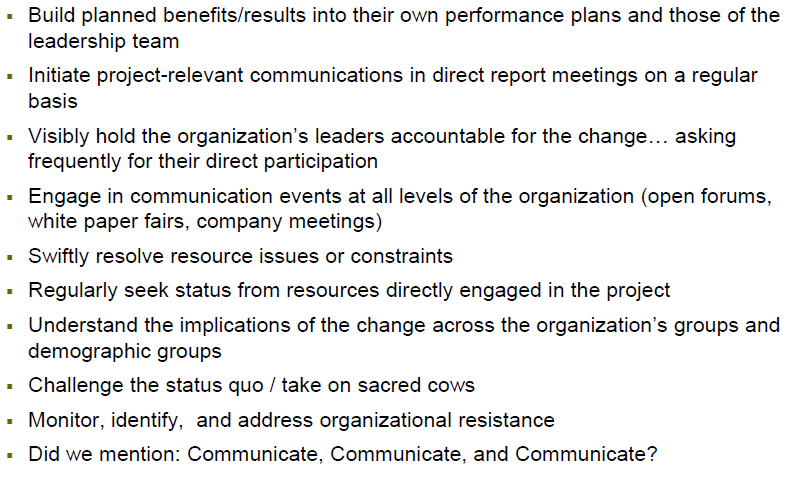 ▪ Build planned benefits/results into their own performance plans and those of the
leadership team
▪ Initiate project-relevant communications in direct report meetings on a regular
basis
▪ Visibly hold the organization’s leaders accountable for the change… asking
frequently for their direct participation
▪ Engage in communication events at all levels of the organization (open forums,
white paper fairs, company meetings)
▪ Swiftly resolve resource issues or constraints
▪ Regularly seek status from resources directly engaged in the project
▪ Understand the implications of the change across the organization’s groups and
demographic groups
▪ Challenge the status quo / take on sacred cows
▪ Monitor, identify,  and address organizational resistance
▪ Did we mention: Communicate, Communicate, and Communicate?